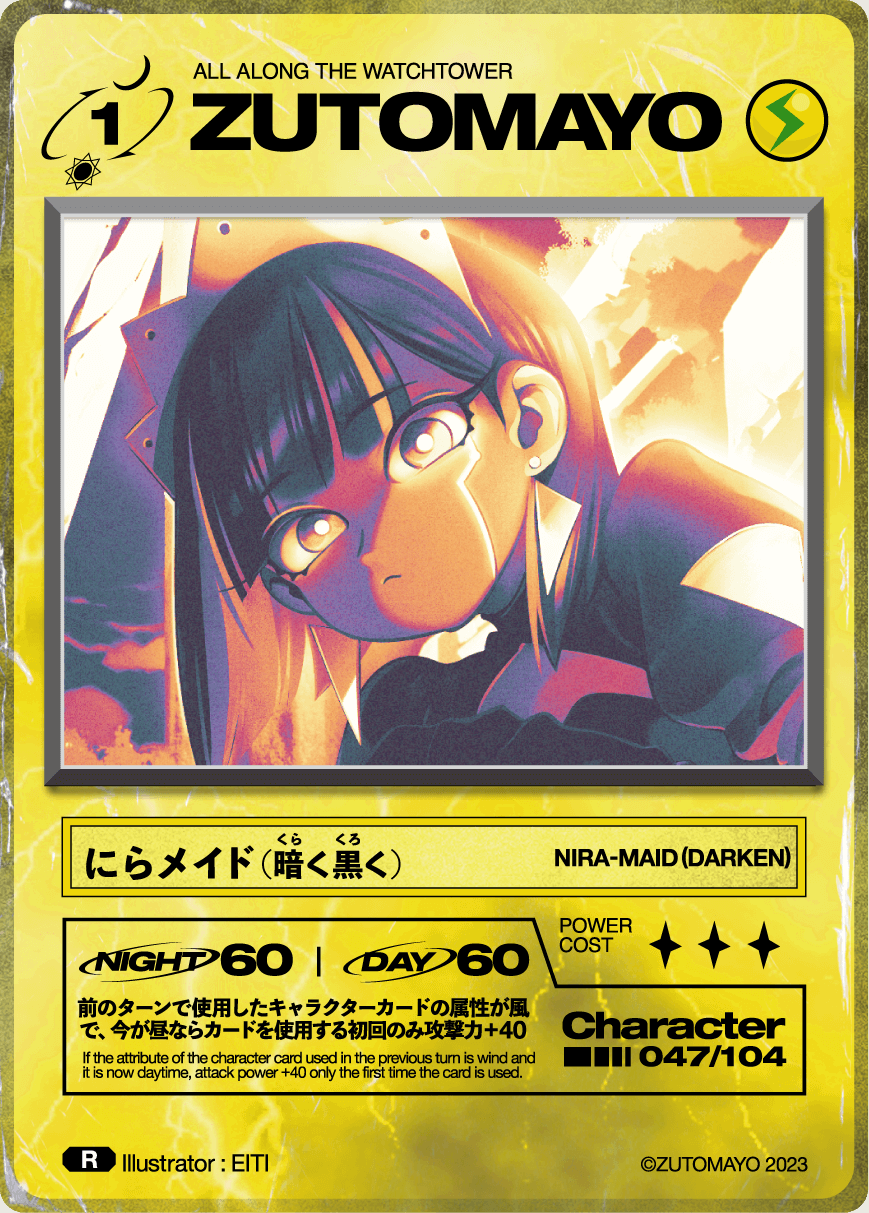 ALL ALONG THE WATCHTOWER
1
ZUTOMAYO
にらメイド(暗く黒く)
くら くろ
NIRA-MAID (DARKEN)
NIGHT 60 | DAY 60
POWER
COST
前のターンで使用したキャラクターカードの属性が風
で、今が昼ならカードを使用する初回のみ攻撃力+40
If the attribute of the character card used in the previous turn is wind and
it is now daytime, attack power +40 only the first time the card is used.
Character
047/104
R Illustrator : EITI
©ZUTOMAYO 2023